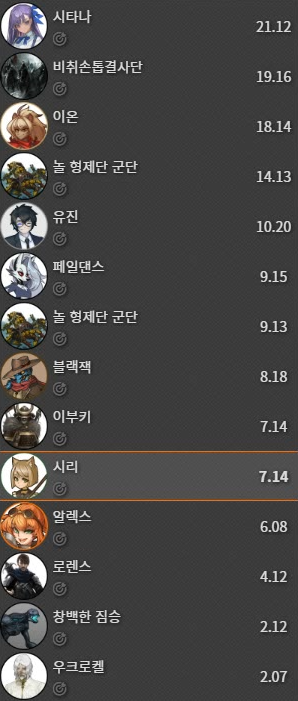 시타나
21.12
비취손톱결사단
19.16
이온
18.14
놀 형제단 군단
14.13
유진
10.20
페일댄스
9.15
놀 형제단 군단
9.13
블랙잭
8.18
이부키
7.14
시리
7.14
알렉스
6.08
로렌스
4.12
창백한 짐승
2.12
우크로켈
2.07